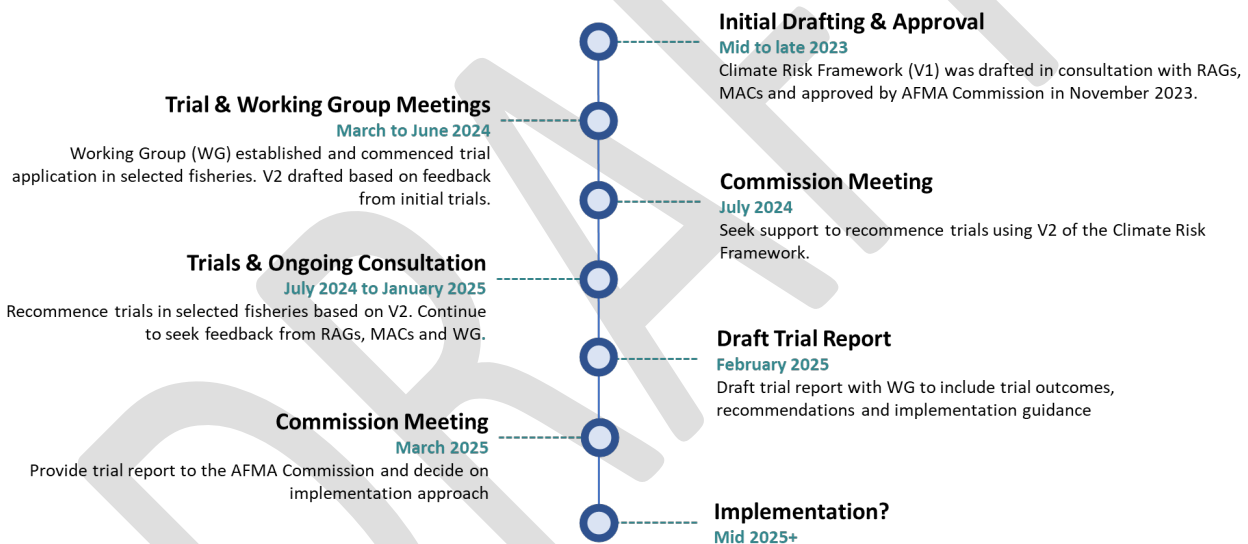 Initial Drafting & Approval
Mid to late 2023
Climate Risk Framework (V1) was drafted in consultation with RAGs,
MACs and approved by AFMA Commission in November 2023.
Trial & Working Group Meetings
March to June 2024
Working Group (WG) established and commenced trial
application in selected fisheries. V2 drafted based on feedback
from initial trials.
Commission Meeting
July 2024
Seek support to recommence trials using V2 of the Climate Risk
Framework.
Trials & Ongoing Consultation
July 2024 to January 2025
Recommence trials in selected fisheries based on V2. Continue
to seek feedback from RAGs, MACs and WG.
Draft Trial Report
February 2025
Draft trial report with WG to include trial outcomes,
recommendations and implementation guidance
Commission Meeting
March 2025
Provide trial report to the AFMA Commission and decide on
implementation approach
Implementation?
Mid 2025+
DRAFT